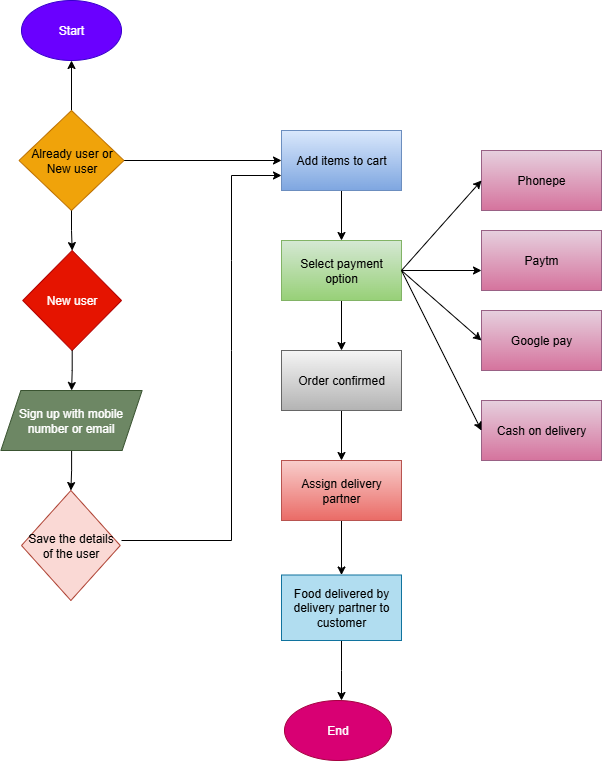 Start
Already user or
New user
New user
Sign up with mobile
number or email
Save the details
of the user
Add items to cart
Select payment
option
Phonepe
Paytm
Google pay
Cash on delivery
Order confirmed
Assign delivery
partner
Food delivered by
delivery partner to
customer
End